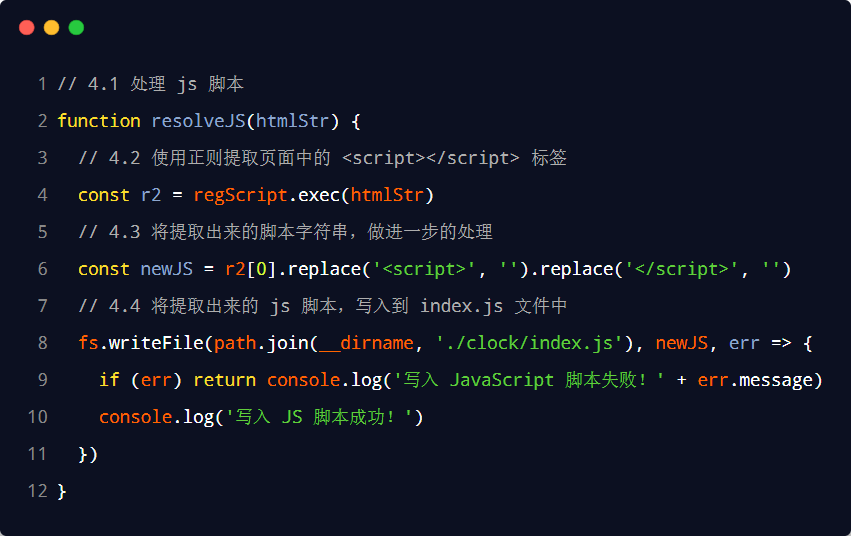 1 // 4.1 处理 js 脚本
2 function resolveJS(htmlStr) {
3   // 4.2 使用正则提取页面中的 <script></script> 标签
4   const r2 = regScript.exec(htmlStr)
5   // 4.3 将提取出来的脚本字符串，做进一步的处理
6   const newJS = r2[0].replace('<script>', '').replace('</script>', '')
7   // 4.4 将提取出来的 js 脚本，写入到 index.js 文件中
8   fs.writeFile(path.join(__dirname, './clock/index.js'), newJS, err => {
9     if (err) return console.log('写入 JavaScript 脚本失败！' + err.message)
10     console.log('写入 JS 脚本成功！')
11   })
12 }